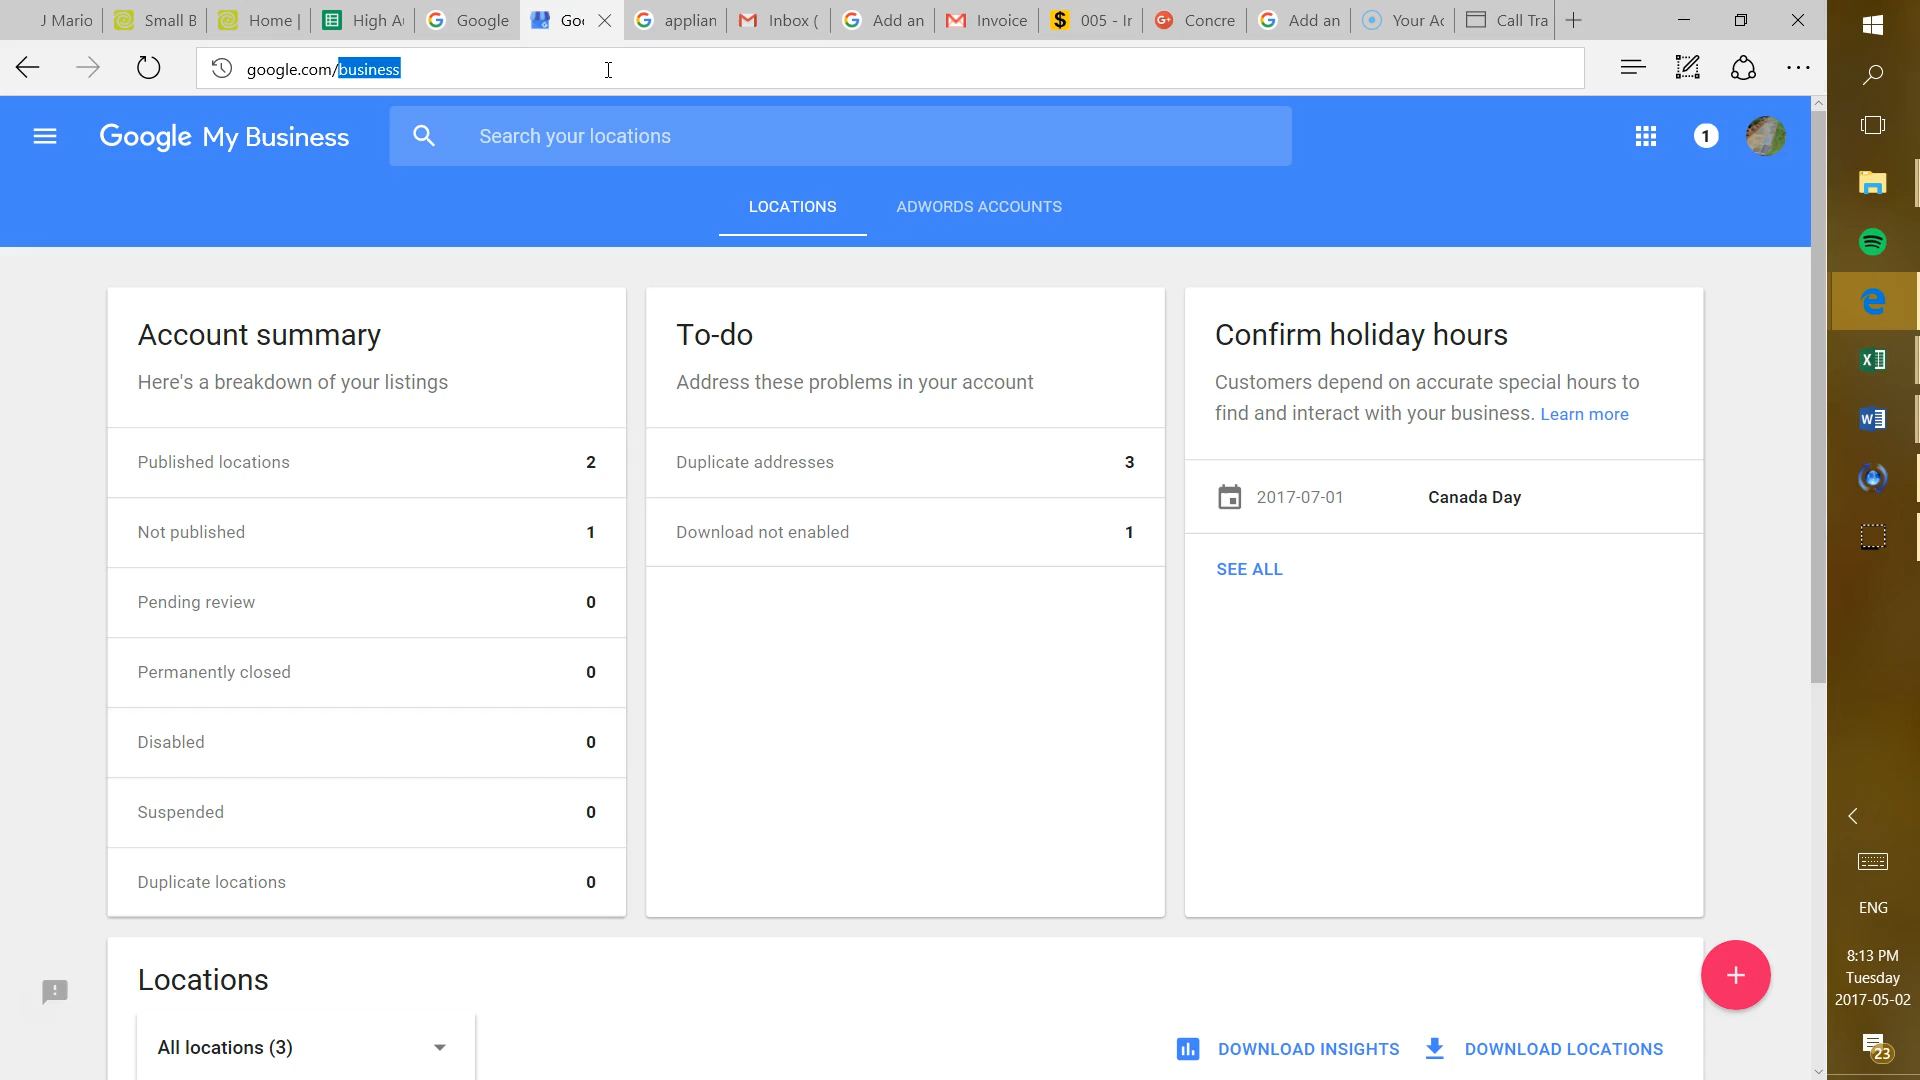 J Mario
Small B
Home |
High A
Google
Goo
applian
Inbox (
Add an
Invoice
005 - Ir
Concre
Add an
Your Ac
Call Tra
google.com/business
Google My Business
Search your locations
1
LOCATIONS
ADWORDS ACCOUNTS
Account summary
Here's a breakdown of your listings
Published locations 2
Not published 1
Pending review 0
Permanently closed 0
Disabled 0
Suspended 0
Duplicate locations 0
To-do
Address these problems in your account
Duplicate addresses 3
Download not enabled 1
Confirm holiday hours
Customers depend on accurate special hours to
find and interact with your business. Learn more
2017-07-01 Canada Day
SEE ALL
Locations
All locations (3)
DOWNLOAD INSIGHTS
DOWNLOAD LOCATIONS
ENG
8:13 PM
Tuesday
2017-05-02
23